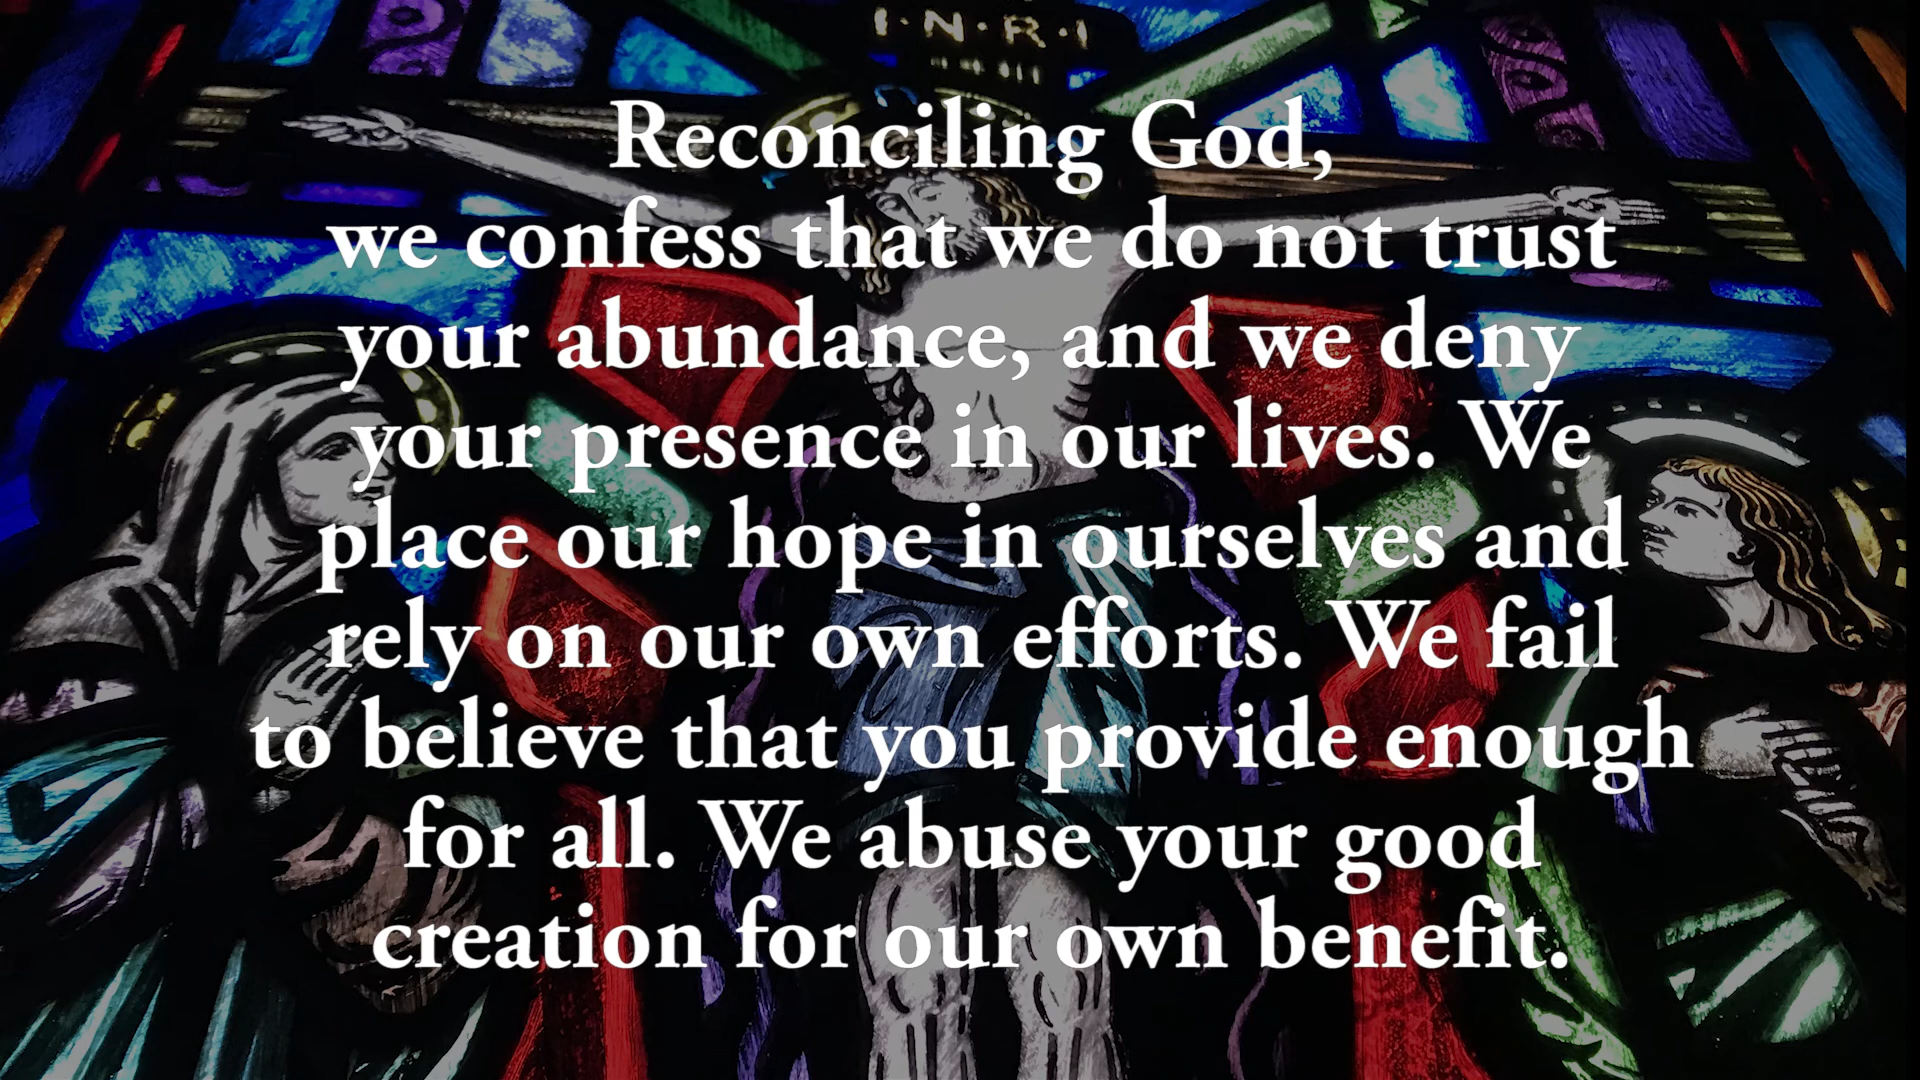 I·N·R·I
Reconciling God,
we confess that we do not trust
your abundance, and we deny
your presence in our lives. We
place our hope in ourselves and
rely on our own efforts. We fail
to believe that you provide enough
for all. We abuse your good
creation for our own benefit.